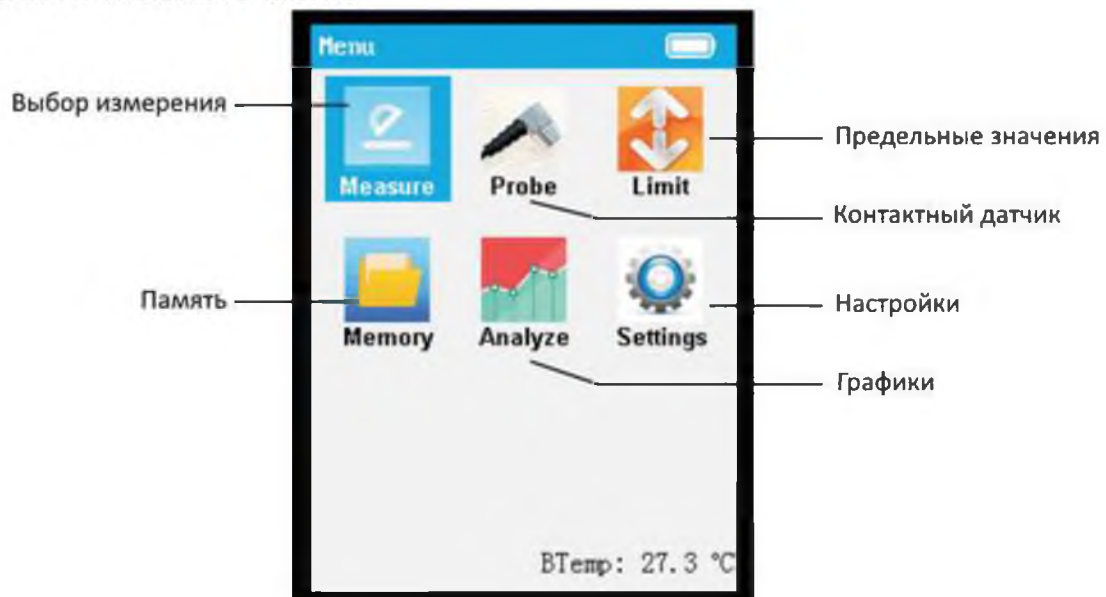 Menu
Выбор измерения
Measure
Probe
Limit
Предельные значения
Контактный датчик
Память
Memory
Analyze
Settings
Настройки
Графики
BTemp: 27.3 °C